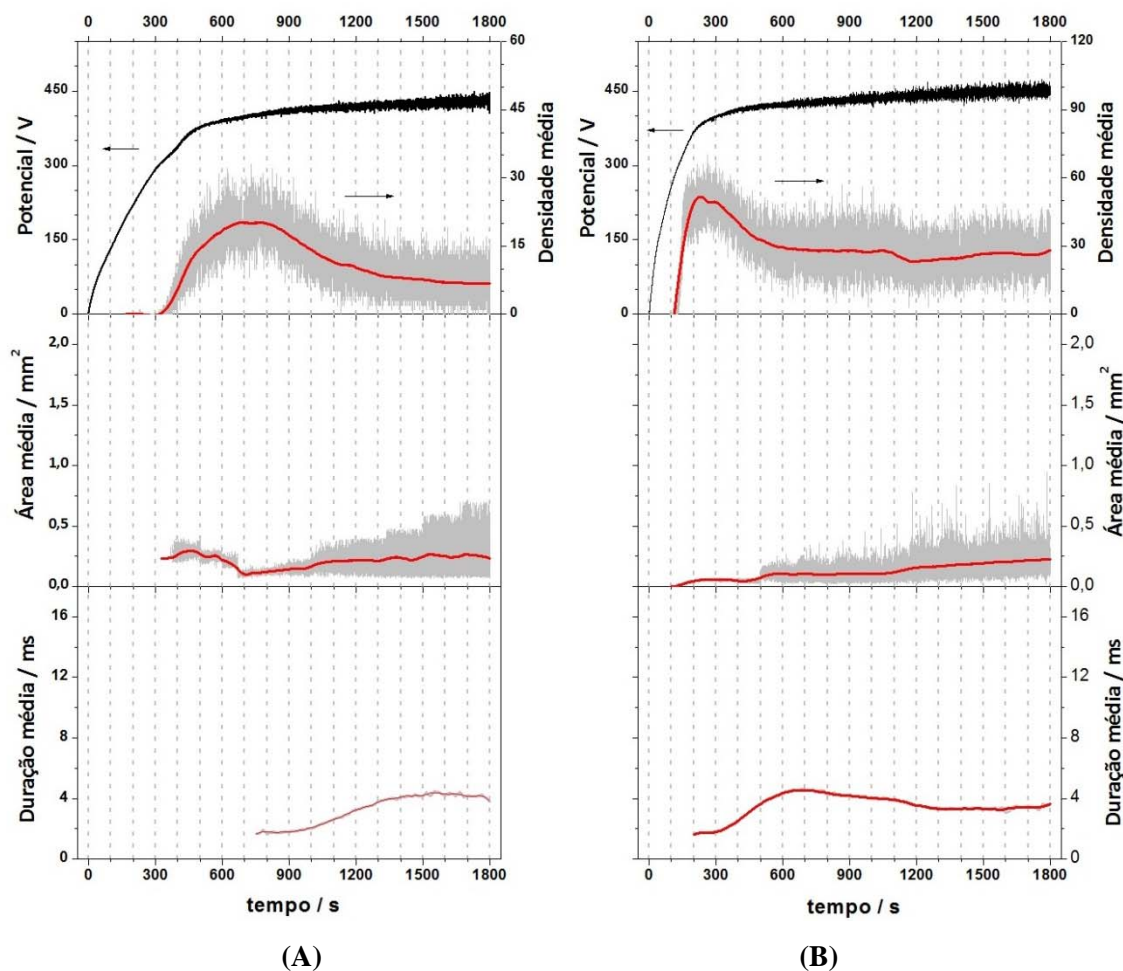 0 300 600 900 1200 1500 1800
450
300
150
0
Potencial / V
60
45
30
15
0
Densidade média
2,0
1,5
1,0
0,5
0,0
Área média / mm²
16
12
8
4
0
Duração média / ms
0 300 600 900 1200 1500 1800
tempo / s
(A)
0 300 600 900 1200 1500 1800
450
300
150
0
Potencial / V
120
90
60
30
0
Densidade média
2,0
1,5
1,0
0,5
0,0
Área média / mm²
16
12
8
4
0
Duração média / ms
0 300 600 900 1200 1500 1800
tempo / s
(B)